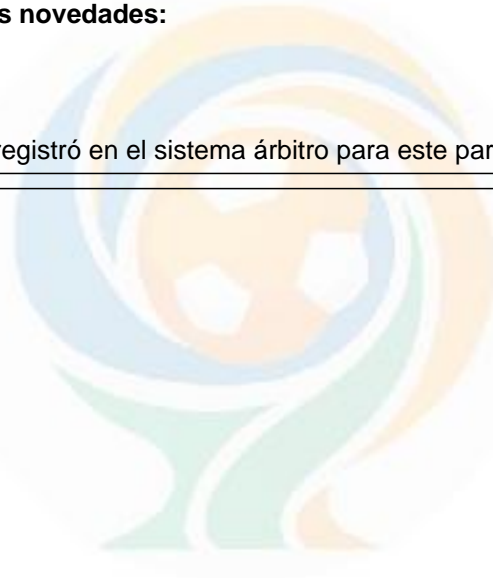 s novedades:
registró en el sistema árbitro para este par